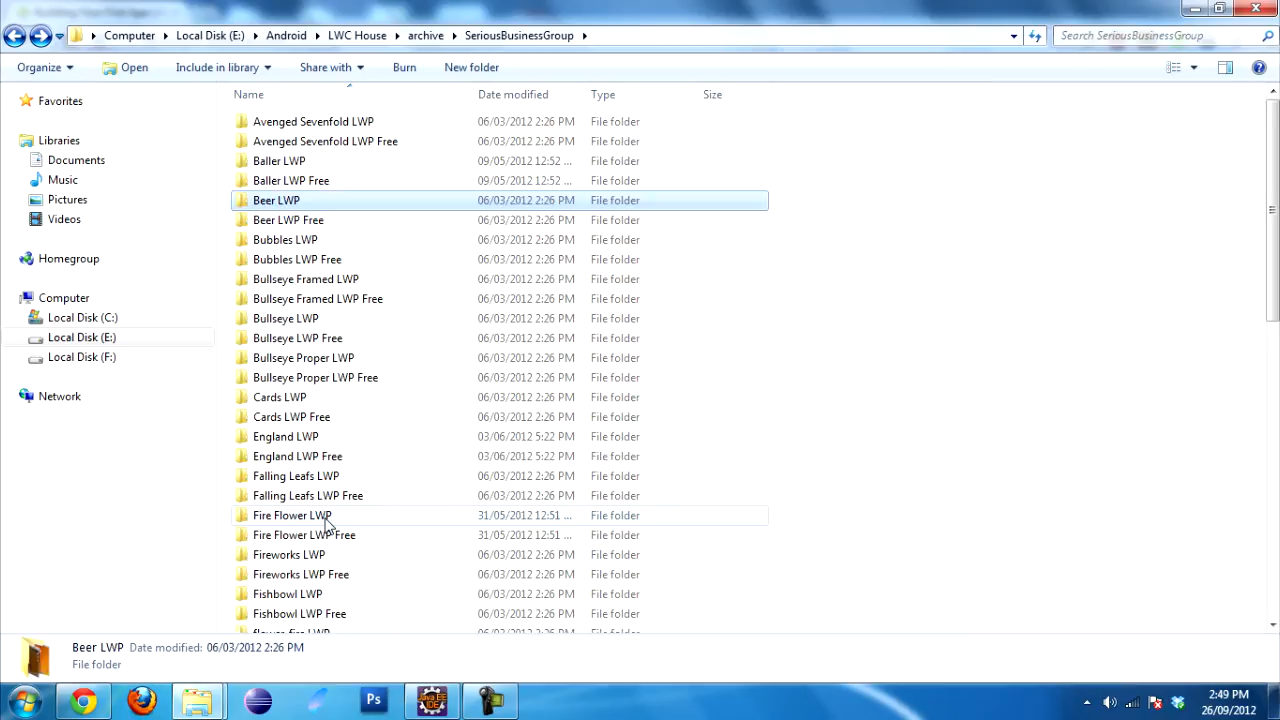 Computer Local Disk (E:) Android LWC House archive SeriousBusinessGroup Search SeriousBusinessGroup
Organize Open Include in library Share with Burn New folder
Name Date modified Type Size
Favorites
Libraries
Documents
Music
Pictures
Videos
Homegroup
Computer
Local Disk (C:)
Local Disk (E:)
Local Disk (F:)
Network
Avenged Sevenfold LWP 06/03/2012 2:26 PM File folder
Avenged Sevenfold LWP Free 06/03/2012 2:26 PM File folder
Baller LWP 09/05/2012 12:52 ... File folder
Baller LWP Free 09/05/2012 12:52 ... File folder
Beer LWP 06/03/2012 2:26 PM File folder
Beer LWP Free 06/03/2012 2:26 PM File folder
Bubbles LWP 06/03/2012 2:26 PM File folder
Bubbles LWP Free 06/03/2012 2:26 PM File folder
Bullseye Framed LWP 06/03/2012 2:26 PM File folder
Bullseye Framed LWP Free 06/03/2012 2:26 PM File folder
Bullseye LWP 06/03/2012 2:26 PM File folder
Bullseye LWP Free 06/03/2012 2:26 PM File folder
Bullseye Proper LWP 06/03/2012 2:26 PM File folder
Bullseye Proper LWP Free 06/03/2012 2:26 PM File folder
Cards LWP 06/03/2012 2:26 PM File folder
Cards LWP Free 06/03/2012 2:26 PM File folder
England LWP 03/06/2012 5:22 PM File folder
England LWP Free 03/06/2012 5:22 PM File folder
Falling Leafs LWP 06/03/2012 2:26 PM File folder
Falling Leafs LWP Free 06/03/2012 2:26 PM File folder
Fire Flower LWP 31/05/2012 12:51 ... File folder
Fire Flower LWP Free 31/05/2012 12:51 ... File folder
Fireworks LWP 06/03/2012 2:26 PM File folder
Fireworks LWP Free 06/03/2012 2:26 PM File folder
Fishbowl LWP 06/03/2012 2:26 PM File folder
Fishbowl LWP Free 06/03/2012 2:26 PM File folder
flower-fire LWP 06/03/2012 2:26 PM File folder
Beer LWP Date modified: 06/03/2012 2:26 PM
File folder
Ps
Java EE
IDE
2:49 PM
26/09/2012